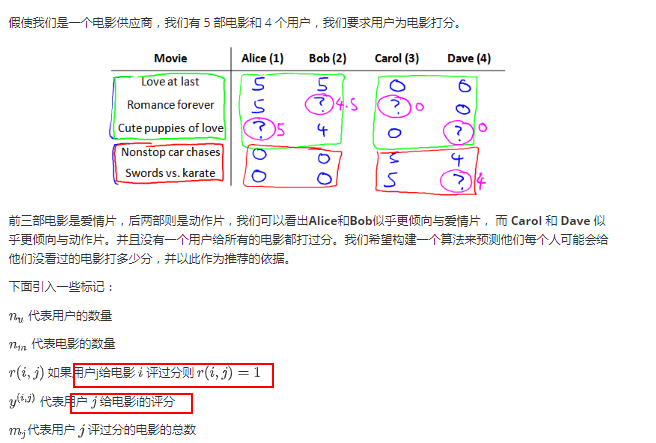 假使我们是一个电影供应商，我们有 5 部电影和 4 个用户，我们要求用户为电影打分。
Movie Alice (1) Bob (2) Carol (3) Dave (4)
Love at last 5 5 0 0
Romance forever 5 ? 4.5 ? 0 0
Cute puppies of love ? 5 4 0 ? 0
Nonstop car chases 0 0 5 4
Swords vs. karate 0 0 5 ? 4
前三部电影是爱情片，后两部则是动作片，我们可以看出Alice和Bob似乎更倾向与爱情片， 而 Carol 和 Dave 似
乎更倾向与动作片。并且没有一个用户给所有的电影都打过分。我们希望构建一个算法来预测他们每个人可能会给
他们没看过的电影打多少分，并以此作为推荐的依据。
下面引入一些标记：
nᵤ 代表用户的数量
nₘ 代表电影的数量
r(i, j) 如果用户j给电影 i 评过分则 r(i, j) = 1
y^(i,j) 代表用户 j 给电影i的评分
m_j 代表用户 j 评过分的电影的总数